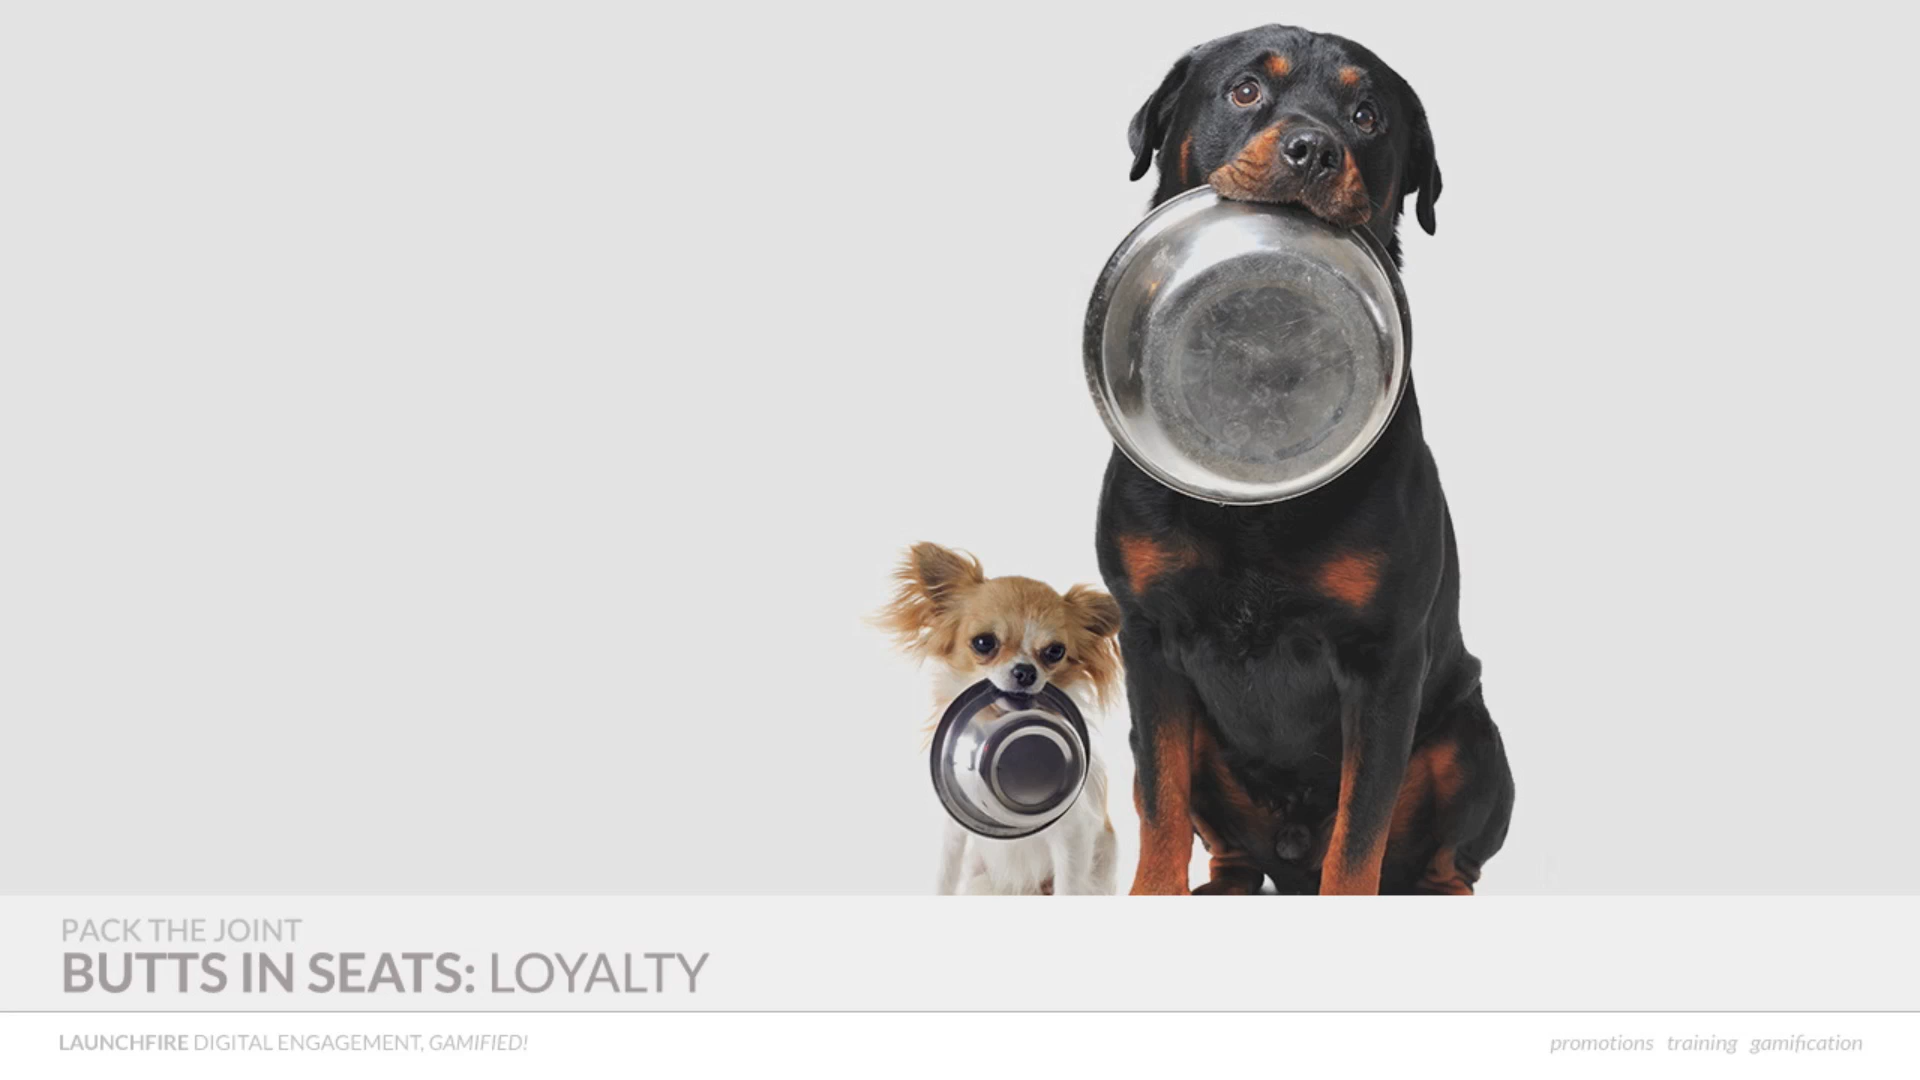 PACK THE JOINT
BUTTS IN SEATS: LOYALTY
LAUNCHFIRE DIGITAL ENGAGEMENT, GAMIFIED!
promotions training gamification